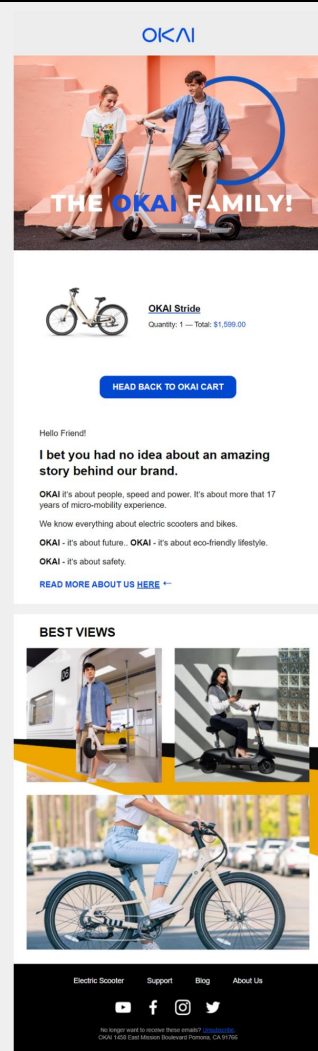 OKAI
THE OKAI FAMILY!
OKAI Stride
Quantity: 1 — Total: $1,599.00
HEAD BACK TO OKAI CART
Hello Friend!
I bet you had no idea about an amazing
story behind our brand.
OKAI it's about people, speed and power. It's about more that 17
years of micro-mobility experience.
We know everything about electric scooters and bikes.
OKAI - it's about future.. OKAI - it's about eco-friendly lifestyle.
OKAI - it's about safety.
READ MORE ABOUT US HERE ←
BEST VIEWS
Electric Scooter Support Blog About Us
No longer want to receive these emails? Unsubscribe.
OKAI 1458 East Mission Boulevard Pomona, CA 91766